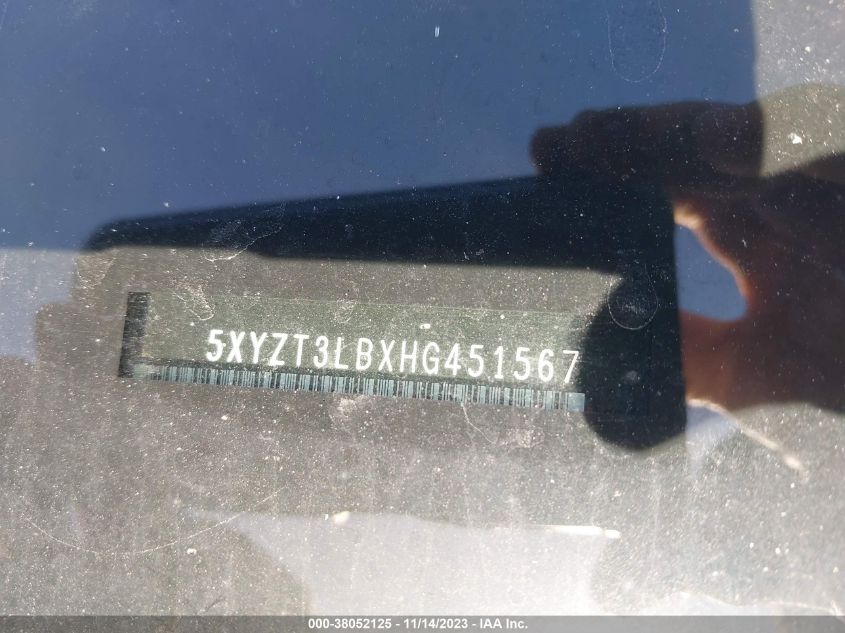 5XYZT3LBXHG451567
000-38052125 - 11/14/2023 - IAA Inc.